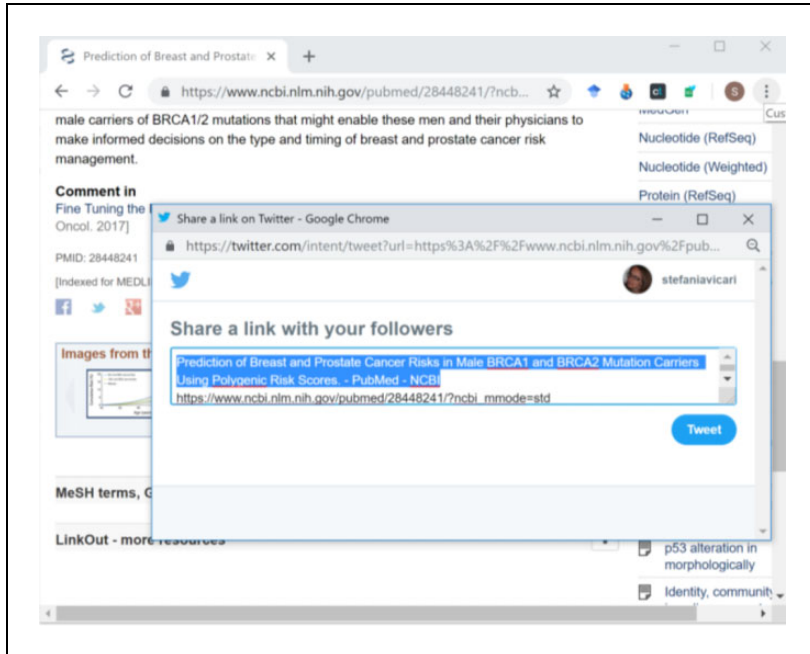 Prediction of Breast and Prostate
https://www.ncbi.nlm.nih.gov/pubmed/28448241/?ncb...
S
Cus
male carriers of BRCA1/2 mutations that might enable these men and their physicians to
make informed decisions on the type and timing of breast and prostate cancer risk
management.
Comment in
Fine Tuning the
Oncol. 2017]
PMID: 28448241
[Indexed for MEDLI
Images from th
MeSH terms, G
LinkOut - more resources
MedGen
Nucleotide (RefSeq)
Nucleotide (Weighted)
Protein (RefSeq)
Share a link on Twitter - Google Chrome
https://twitter.com/intent/tweet?url=https%3A%2F%2Fwww.ncbi.nlm.nih.gov%2Fpub...
stefaniavicari
Share a link with your followers
Prediction of Breast and Prostate Cancer Risks in Male BRCA1 and BRCA2 Mutation Carriers
Using Polygenic Risk Scores. - PubMed - NCBI
https://www.ncbi.nlm.nih.gov/pubmed/28448241/?ncbi_mmode=std
Tweet
p53 alteration in
morphologically
Identity, community